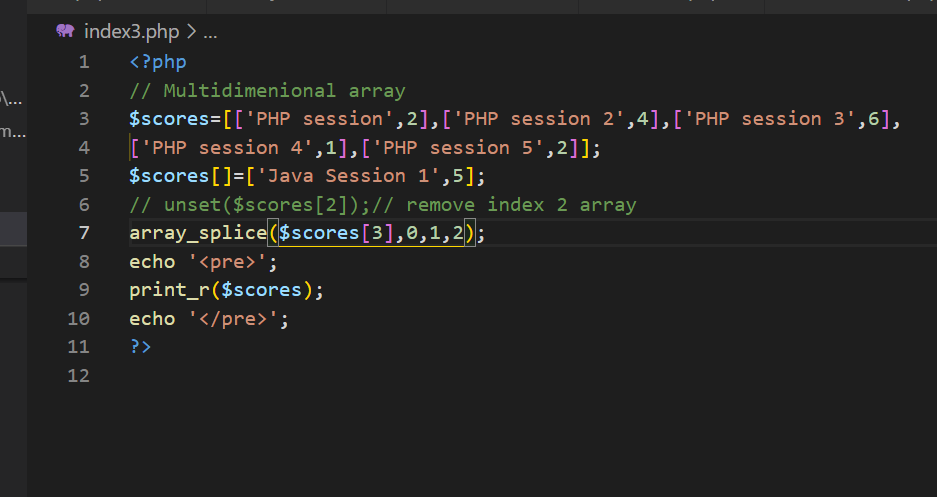 \...
m...
index3.php > ...
1 <?php
2 // Multidimenional array
3 $scores=[['PHP session',2],['PHP session 2',4],['PHP session 3',6],
4 ['PHP session 4',1],['PHP session 5',2]];
5 $scores[]=['Java Session 1',5];
6 // unset($scores[2]);// remove index 2 array
7 array_splice($scores[3],0,1,2);
8 echo '<pre>';
9 print_r($scores);
10 echo '</pre>';
11 ?>
12